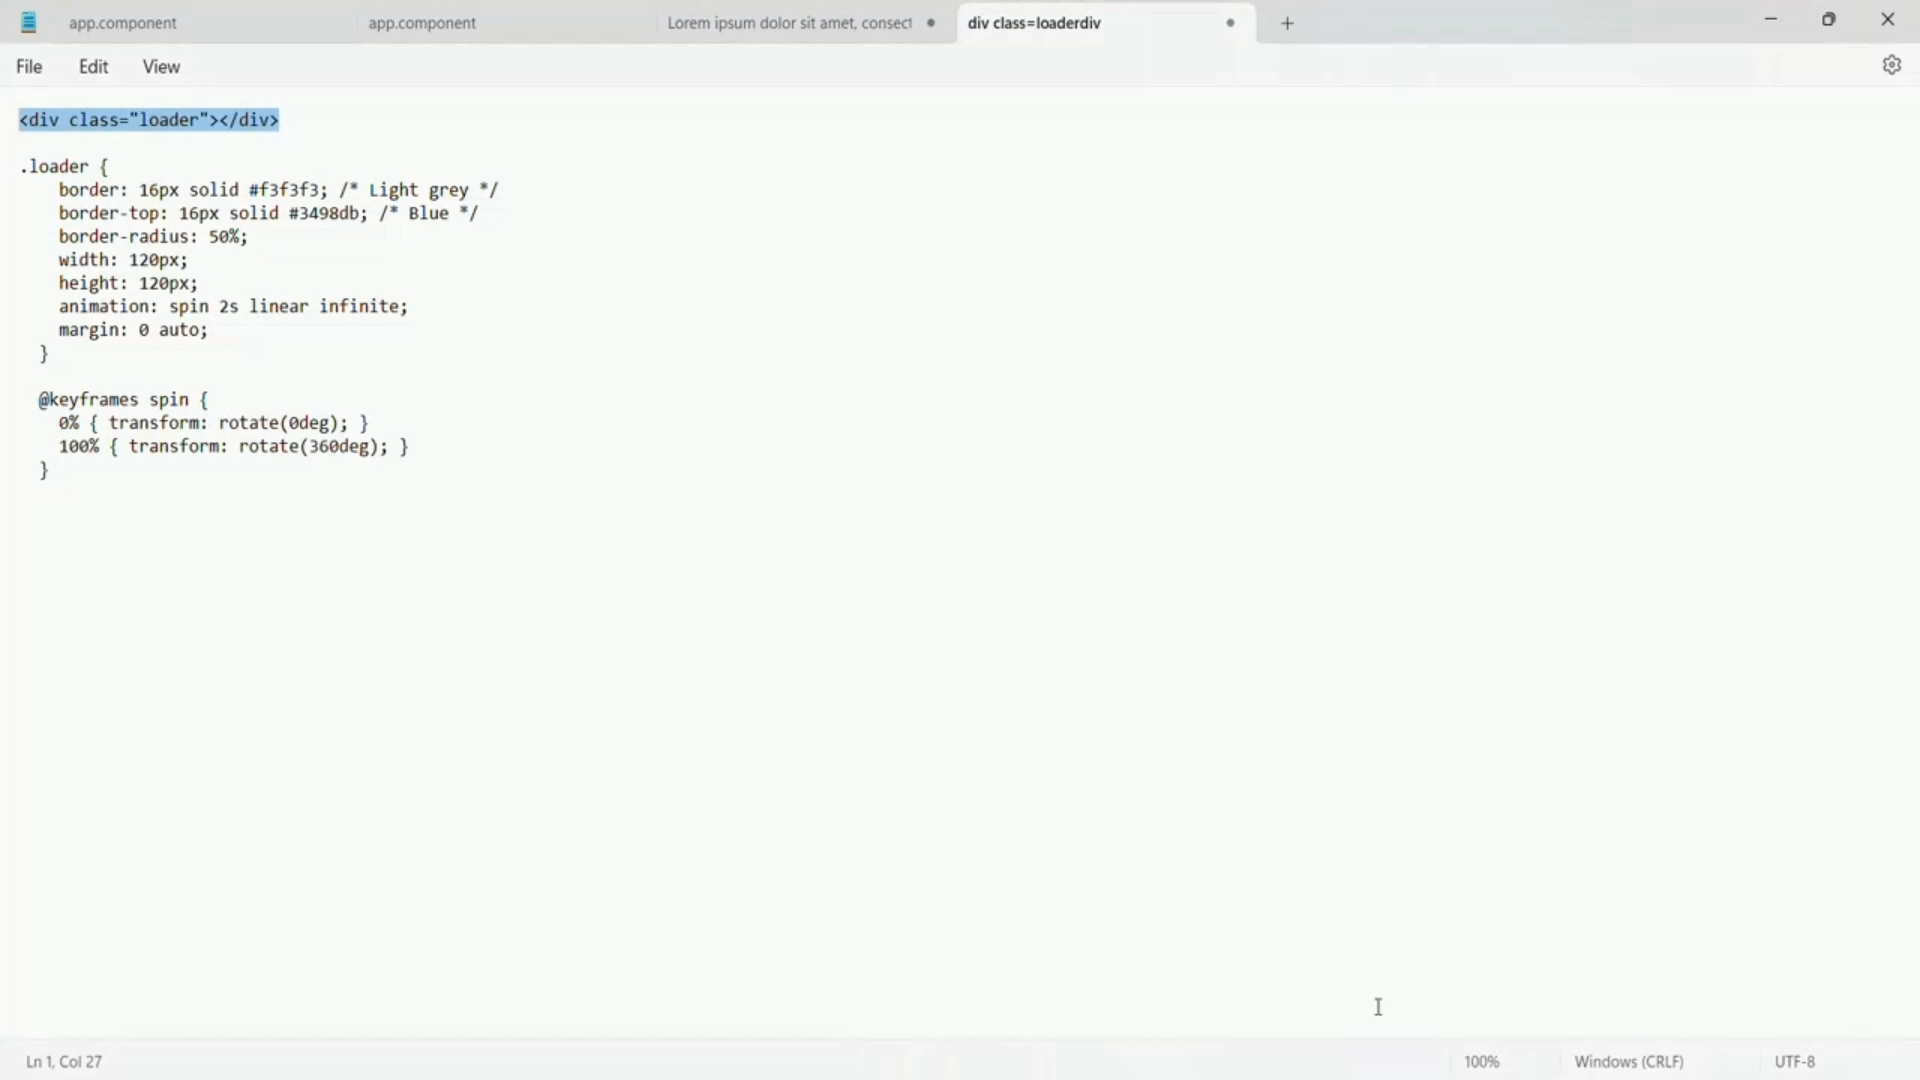 app.component
app.component
Lorem ipsum dolor sit amet, consect
div class=loaderdiv
File
Edit
View
<div class="loader"></div>
.loader {
border: 16px solid #f3f3f3; /* Light grey */
border-top: 16px solid #3498db; /* Blue */
border-radius: 50%;
width: 120px;
height: 120px;
animation: spin 2s linear infinite;
margin: 0 auto;
}
@keyframes spin {
0% { transform: rotate(0deg); }
100% { transform: rotate(360deg); }
}
Ln 1, Col 27
100%
Windows (CRLF)
UTF-8